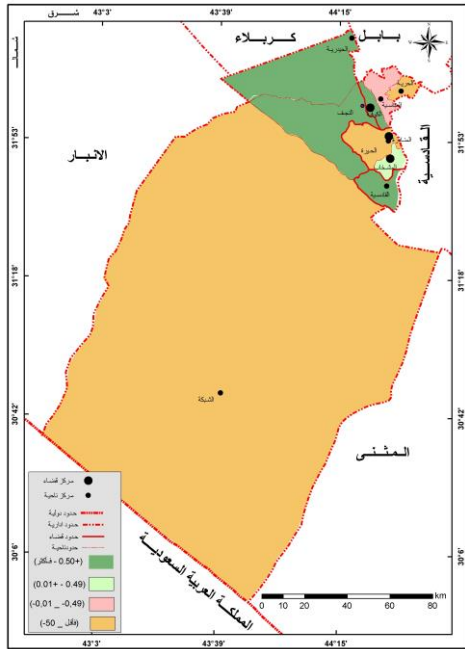 شرق
43°3'
43°39'
44°15'
شمال
كربلاء
بابل
الحيدرية
الحرية
العباسية
النجف
31°53'
31°53'
الانبار
القادسية
الحيرة
المشخاب
القادسية
31°18'
31°18'
الشبكة
30°42'
30°42'
المثنى
مركز قضاء
مركز ناحية
حدود دولية
حدود ادارية
حدود قضاء
حدودناحية
(+0.50 - فأكثر)
(0.01+ - 0.49)
(-0,01 _ -0,49)
(فأقل _ 50-)
30°6'
30°6'
المملكة العربية السعودية
0 20 40 60 80
km
43°3'
43°39'
44°15'